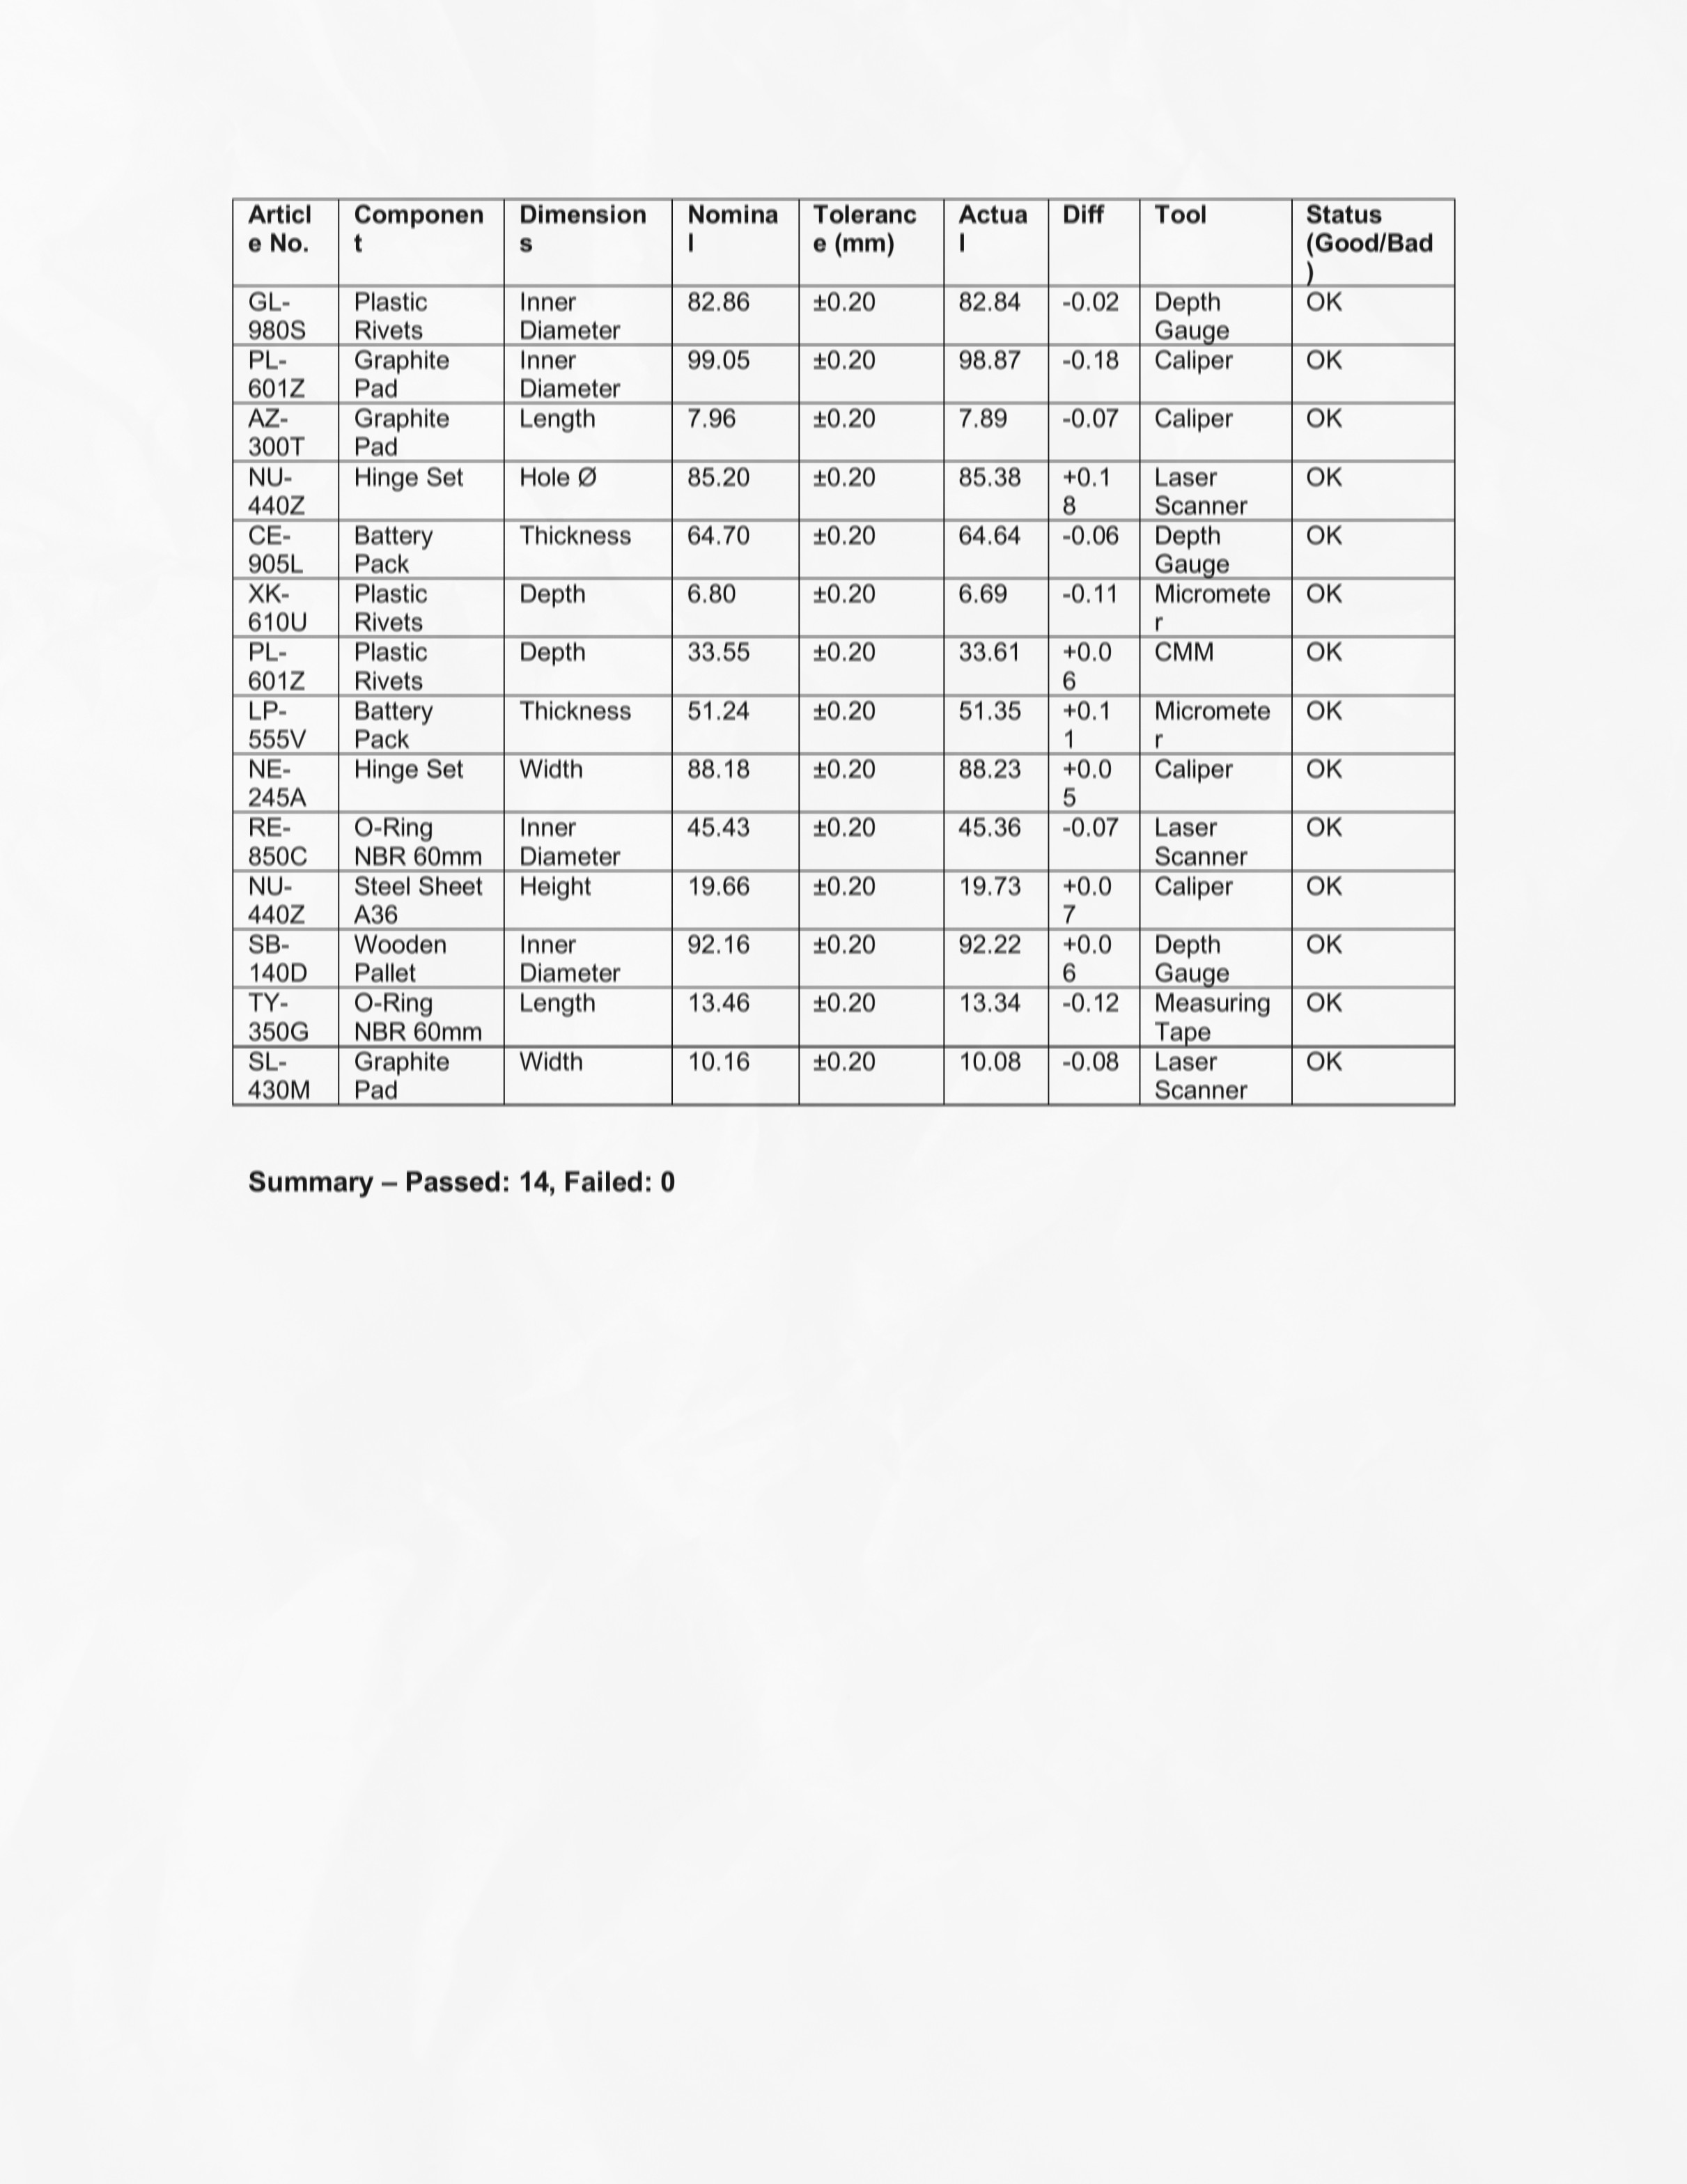 Article No. Component Dimensions Nominal Tolerance (mm) Actual Diff Tool Status (Good/Bad)
GL-980S Plastic Rivets Inner Diameter 82.86 ±0.20 82.84 -0.02 Depth Gauge OK
PL-601Z Graphite Pad Inner Diameter 99.05 ±0.20 98.87 -0.18 Caliper OK
AZ-300T Graphite Pad Length 7.96 ±0.20 7.89 -0.07 Caliper OK
NU-440Z Hinge Set Hole Ø 85.20 ±0.20 85.38 +0.18 Laser Scanner OK
CE-905L Battery Pack Thickness 64.70 ±0.20 64.64 -0.06 Depth Gauge OK
XK-610U Plastic Rivets Depth 6.80 ±0.20 6.69 -0.11 Micrometer OK
PL-601Z Plastic Rivets Depth 33.55 ±0.20 33.61 +0.06 CMM OK
LP-555V Battery Pack Thickness 51.24 ±0.20 51.35 +0.11 Micrometer OK
NE-245A Hinge Set Width 88.18 ±0.20 88.23 +0.05 Caliper OK
RE-850C O-Ring NBR 60mm Inner Diameter 45.43 ±0.20 45.36 -0.07 Laser Scanner OK
NU-440Z Steel Sheet A36 Height 19.66 ±0.20 19.73 +0.07 Caliper OK
SB-140D Wooden Pallet Inner Diameter 92.16 ±0.20 92.22 +0.06 Depth Gauge OK
TY-350G O-Ring NBR 60mm Length 13.46 ±0.20 13.34 -0.12 Measuring Tape OK
SL-430M Graphite Pad Width 10.16 ±0.20 10.08 -0.08 Laser Scanner OK
Summary – Passed: 14, Failed: 0